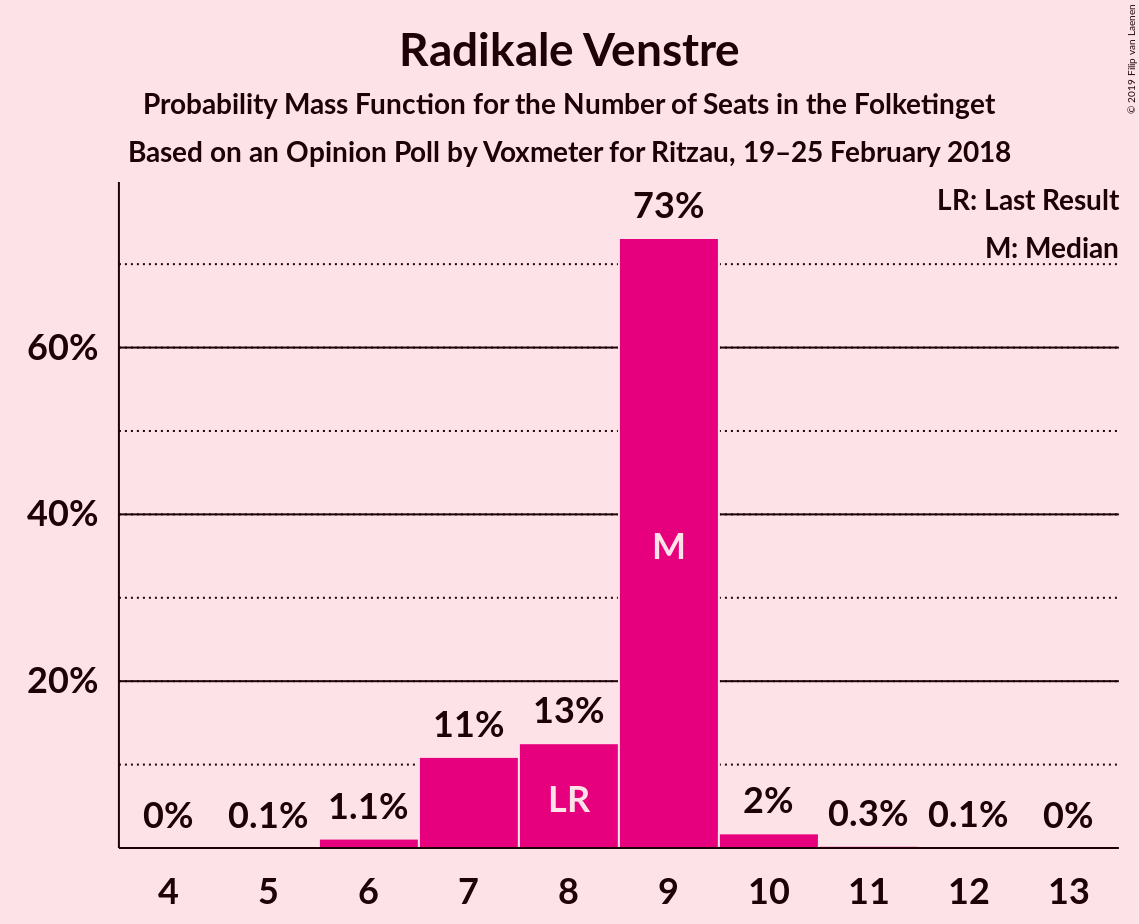 Radikale Venstre
Probability Mass Function for the Number of Seats in the Folketinget
Based on an Opinion Poll by Voxmeter for Ritzau, 19–25 February 2018
© 2019 Filip van Laenen
LR: Last Result
M: Median
60%
40%
20%
0%
0.1%
1.1%
11%
13%
73%
2%
0.3%
0.1%
0%
LR
M
4 5 6 7 8 9 10 11 12 13